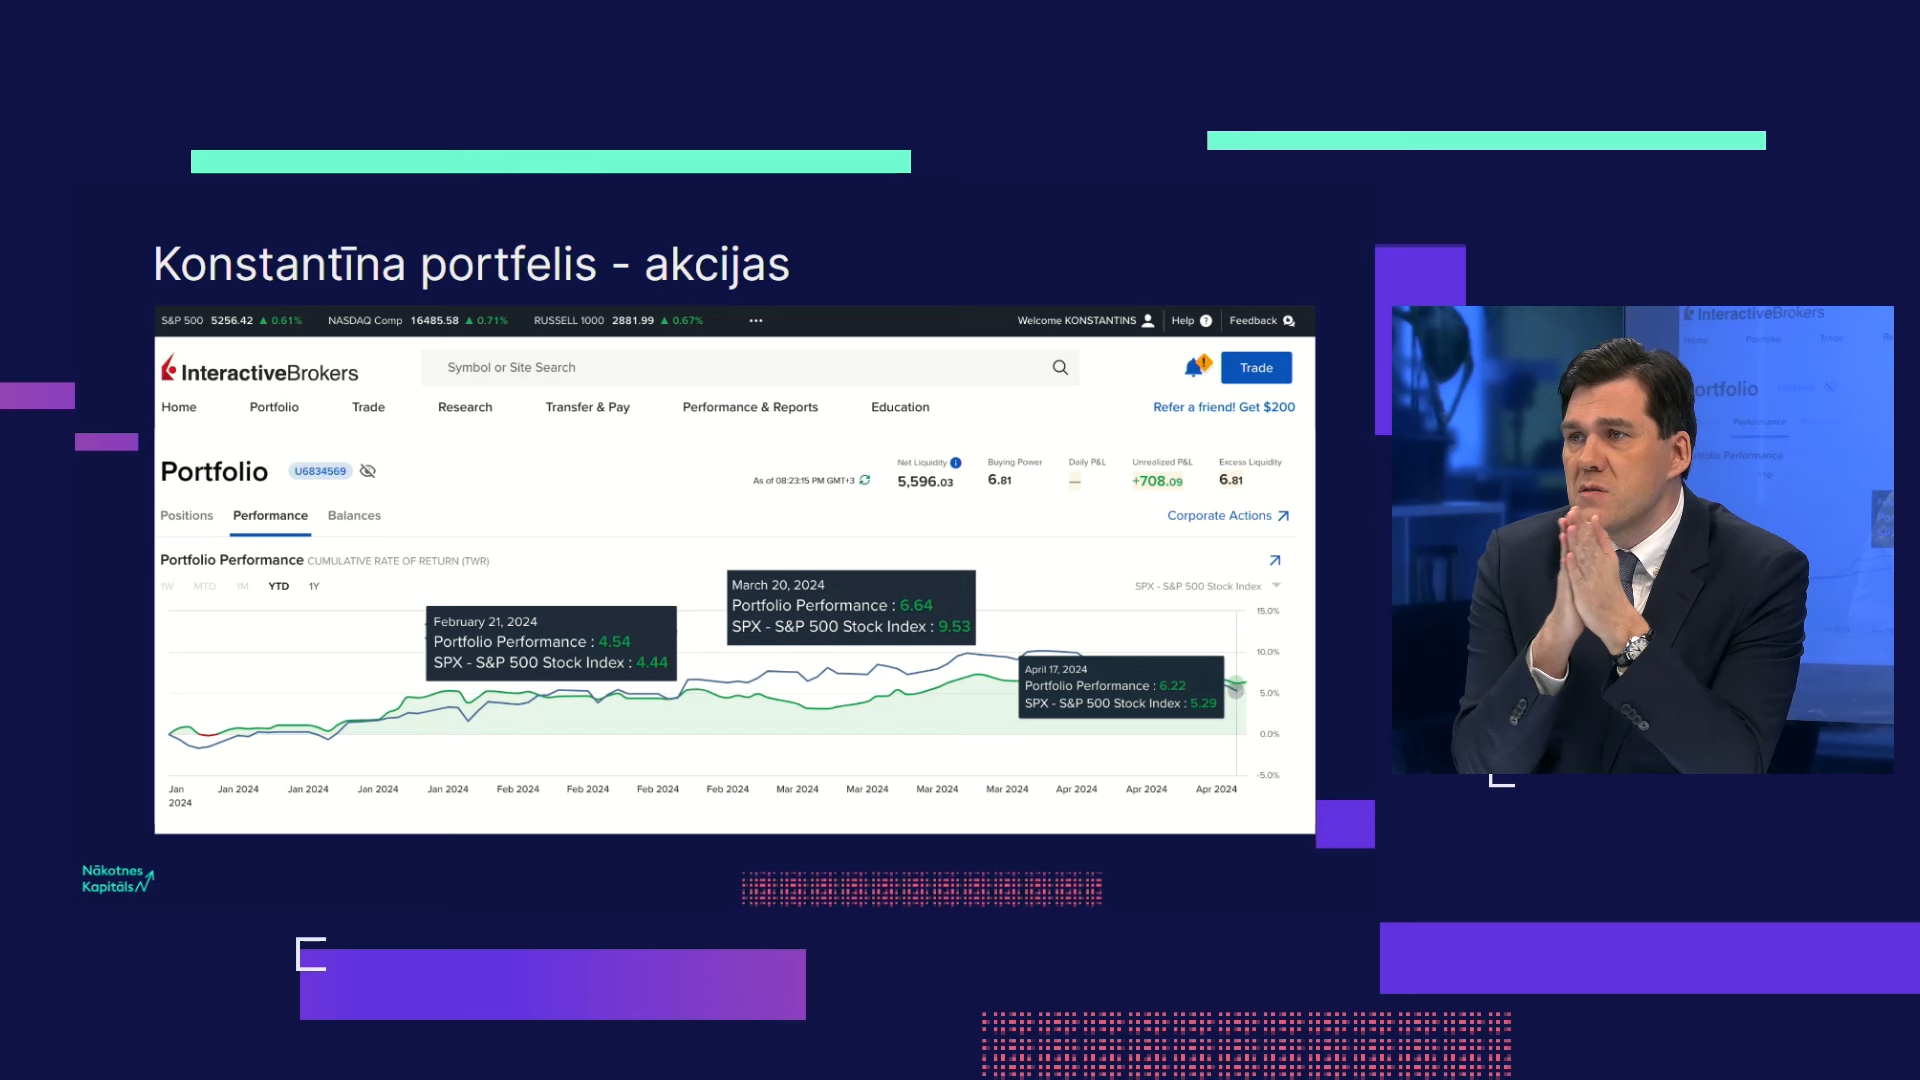 Konstantīna portfelis - akcijas
S&P 500 5256.42 ▲ 0.61% NASDAQ Comp 16485.58 ▲ 0.71% RUSSELL 1000 2881.99 ▲ 0.67% ••• Welcome KONSTANTINS Help ? Feedback
InteractiveBrokers Symbol or Site Search Trade
Home Portfolio Trade Research Transfer & Pay Performance & Reports Education Refer a friend! Get $200
Portfolio U6834569
As of 08:23:15 PM GMT+3
Net Liquidity Buying Power Daily P&L Unrealized P&L Excess Liquidity
5,596.03 6.81 — +708.09 6.81
Positions Performance Balances Corporate Actions
Portfolio Performance CUMULATIVE RATE OF RETURN (TWR)
1W MTD 1M YTD 1Y SPX - S&P 500 Stock Index
February 21, 2024
Portfolio Performance : 4.54
SPX - S&P 500 Stock Index : 4.44
March 20, 2024
Portfolio Performance : 6.64
SPX - S&P 500 Stock Index : 9.53
April 17, 2024
Portfolio Performance : 6.22
SPX - S&P 500 Stock Index : 5.29
15.0%
10.0%
5.0%
0.0%
-5.0%
Jan 2024 Jan 2024 Jan 2024 Jan 2024 Jan 2024 Feb 2024 Feb 2024 Feb 2024 Feb 2024 Mar 2024 Mar 2024 Mar 2024 Mar 2024 Apr 2024 Apr 2024 Apr 2024
InteractiveBrokers
Home Portfolio Trade
Performance
Nākotnes
Kapitāls